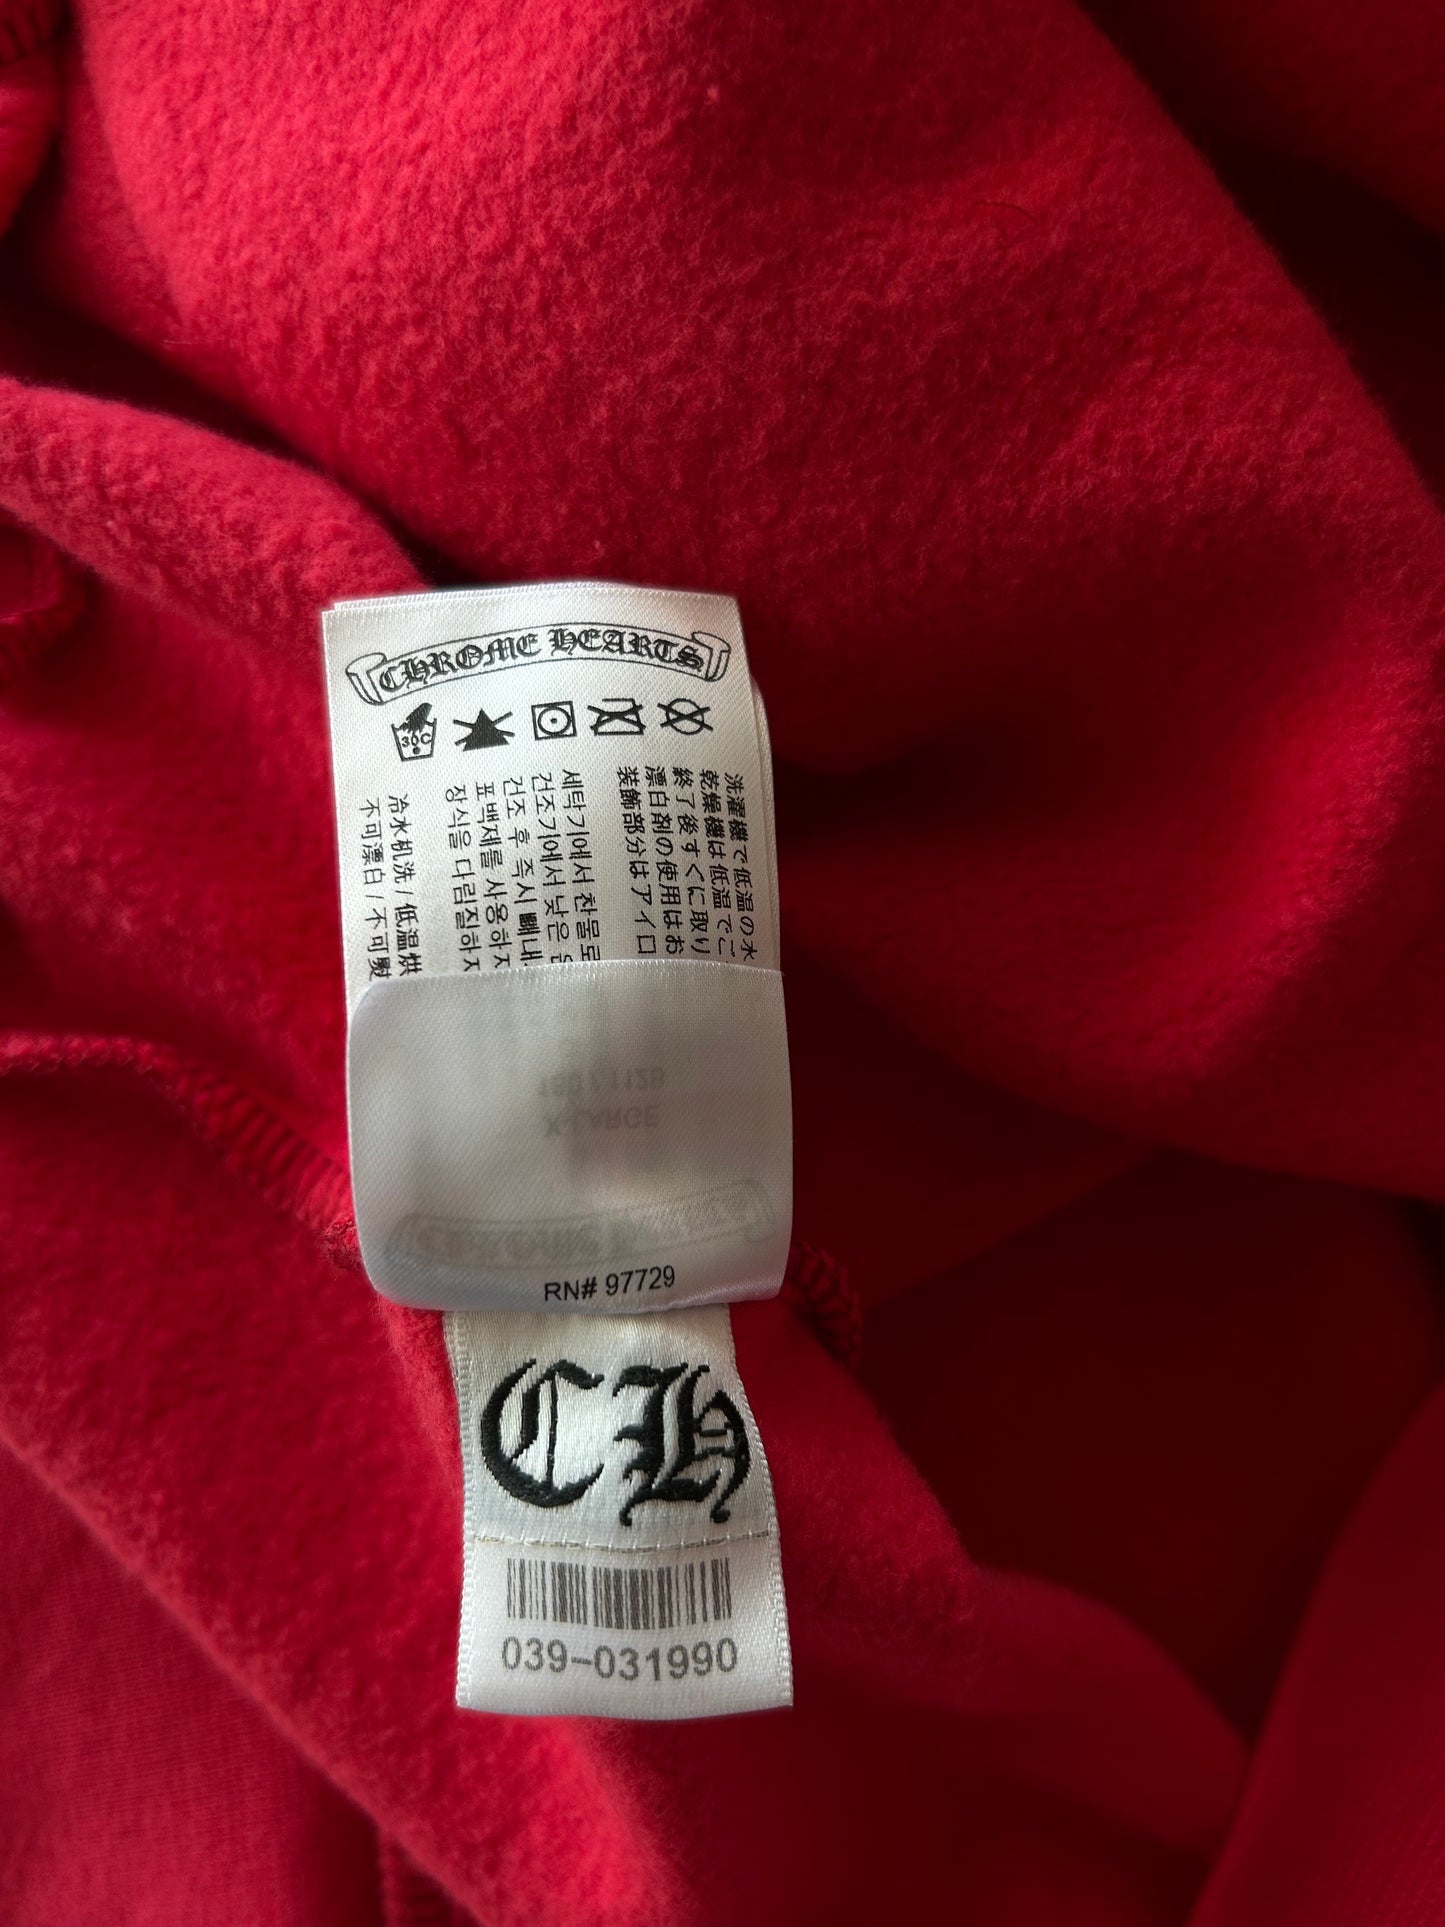 CHROME HEARTS
30C
洗濯機で低温の水
乾燥機は低温でご
終了後すぐに取り
漂白剤の使用はお
装飾部分はアイロ
세탁기에서 찬물로
건조기에서 낮은
건조 후 즉시 빼내
표백제를 사용하지
장식을 다림질하지
冷水机洗 / 低温烘
不可漂白 / 不可熨
180 / 112B
X-LARGE
CHROME
RN# 97729
CH
039-031990